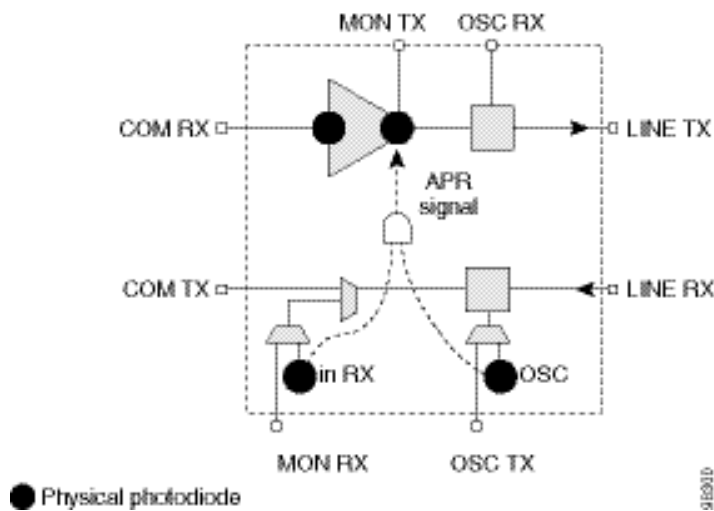 MON TX
OSC RX
COM RX
LINE TX
APR
signal
COM TX
LINE RX
in RX
OSC
MON RX
OSC TX
Physical photodiode